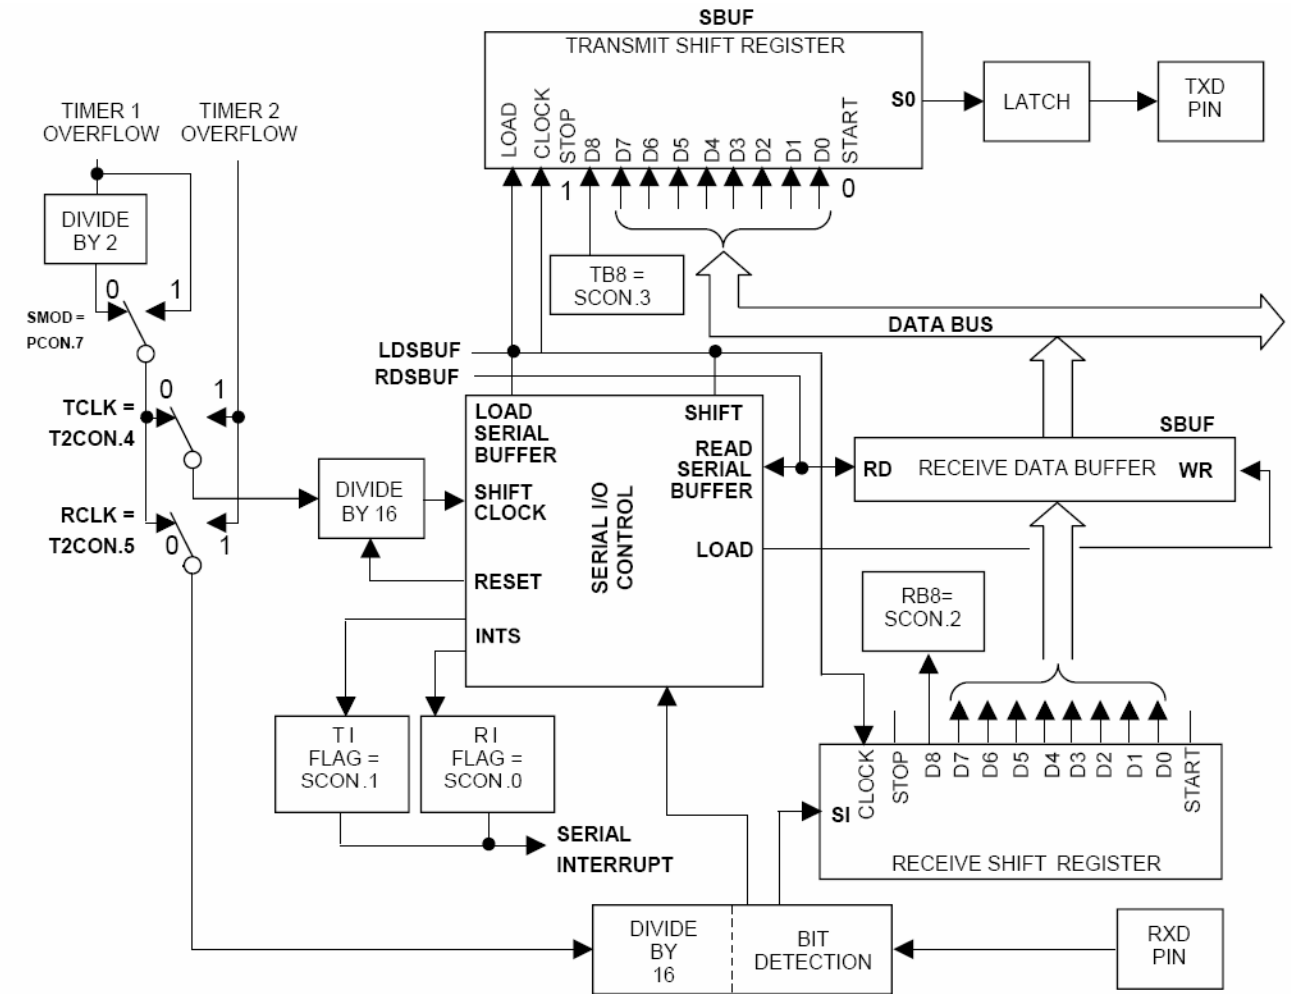 SBUF
TRANSMIT SHIFT REGISTER
LOAD
CLOCK
STOP
D8
D7
D6
D5
D4
D3
D2
D1
D0
START
S0
LATCH
TXD
PIN
1
0
TIMER 1
OVERFLOW
TIMER 2
OVERFLOW
DIVIDE
BY 2
0
1
SMOD =
PCON.7
TB8 =
SCON.3
DATA BUS
LDSBUF
RDSBUF
0
1
TCLK =
T2CON.4
LOAD
SERIAL
BUFFER
SHIFT
READ
SERIAL
BUFFER
SHIFT
CLOCK
SERIAL I/O
CONTROL
LOAD
RESET
INTS
SBUF
RD
RECEIVE DATA BUFFER
WR
DIVIDE
BY 16
RCLK =
T2CON.5
0
1
RB8=
SCON.2
T I
FLAG =
SCON.1
R I
FLAG =
SCON.0
SERIAL
INTERRUPT
CLOCK
STOP
D8
D7
D6
D5
D4
D3
D2
D1
D0
START
SI
RECEIVE SHIFT REGISTER
DIVIDE
BY
16
BIT
DETECTION
RXD
PIN